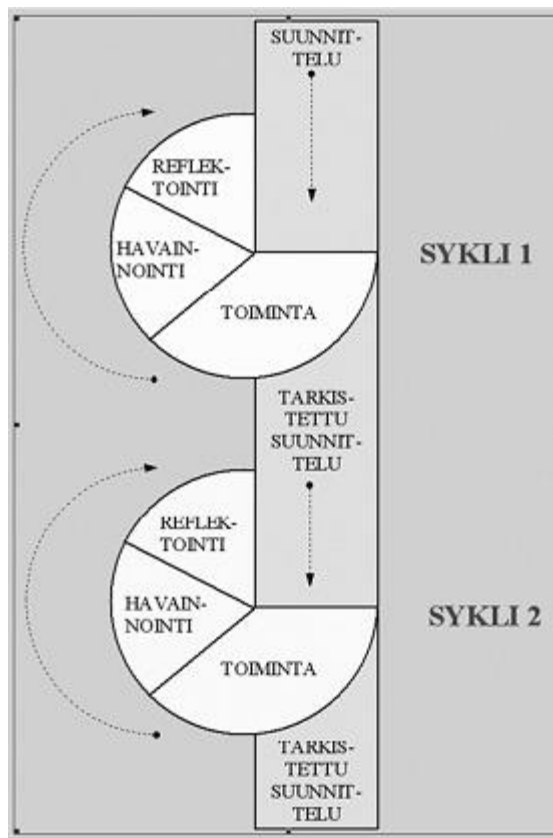 SUUNNIT-
TELU
REFLEK-
TOINTI
HAVAIN-
NOINTI
TOIMINTA
SYKLI 1
TARKIS-
TETTU
SUUNNIT-
TELU
REFLEK-
TOINTI
HAVAIN-
NOINTI
TOIMINTA
SYKLI 2
TARKIS-
TETTU
SUUNNIT-
TELU